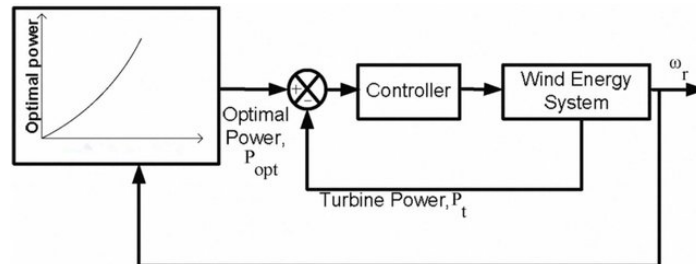 Optimal power
+
-
Optimal
Power,
P opt
Controller
Wind Energy
System
ω r
Turbine Power, P t